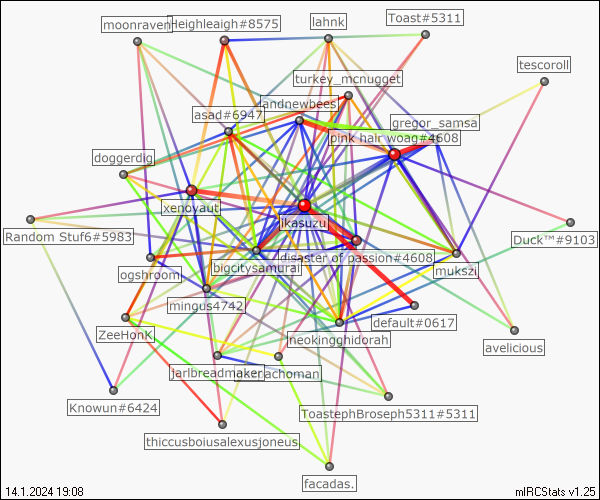 moonraven
Heighleaigh#8575
lahnk
Toast#5311
tescoroll
turkey_mcnugget
landnewbees
asad#6947
gregor_samsa
pink hair woag#4608
doggerdig
xenoyaut
jkasuzu
Random Stuf6#5983
Duck™#9103
disaster of passion#4608
bigcitysamurai
mukszi
ogshroom
mingus4742
default#0617
ZeeHonK
neokingghidorah
avelicious
jarlbreadmaker
achoman
Knowun#6424
ToastephBroseph5311#5311
thiccusboiusalexusjoneus
facadas.
14.1.2024 19:08
mIRCStats v1.25